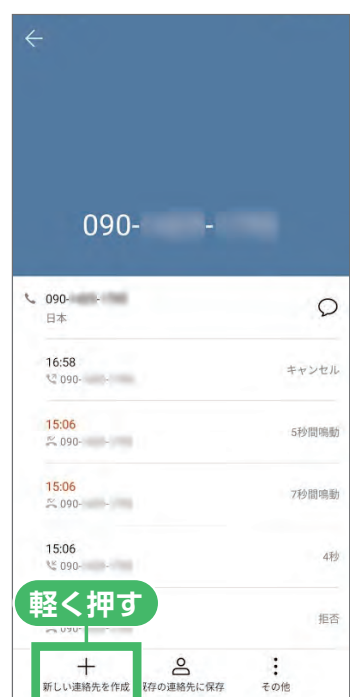 090-    -
090-    -
日本
16:58
090-
キャンセル
15:06
090-
5秒間鳴動
15:06
090-
7秒間鳴動
15:06
090-
4秒
軽く押す
拒否
新しい連絡先を作成
既存の連絡先に保存
その他